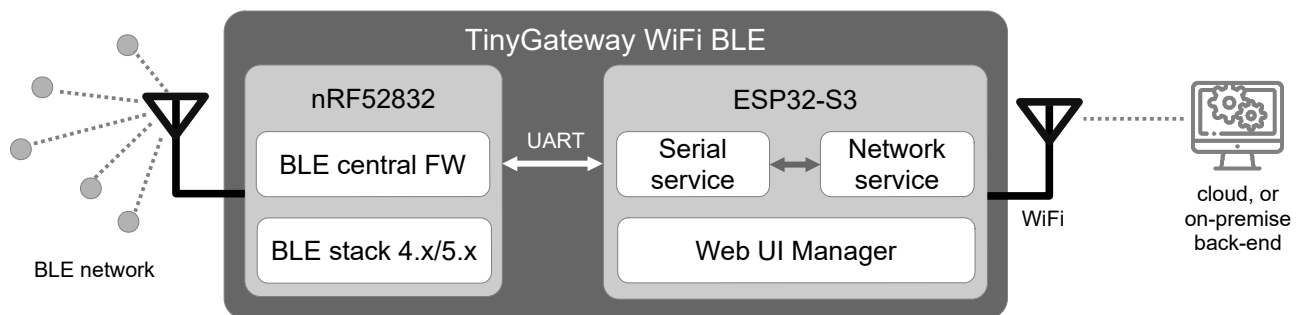 TinyGateway WiFi BLE
nRF52832
BLE central FW
BLE stack 4.x/5.x
UART
ESP32-S3
Serial
service
Network
service
Web UI Manager
BLE network
WiFi
cloud, or
on-premise
back-end